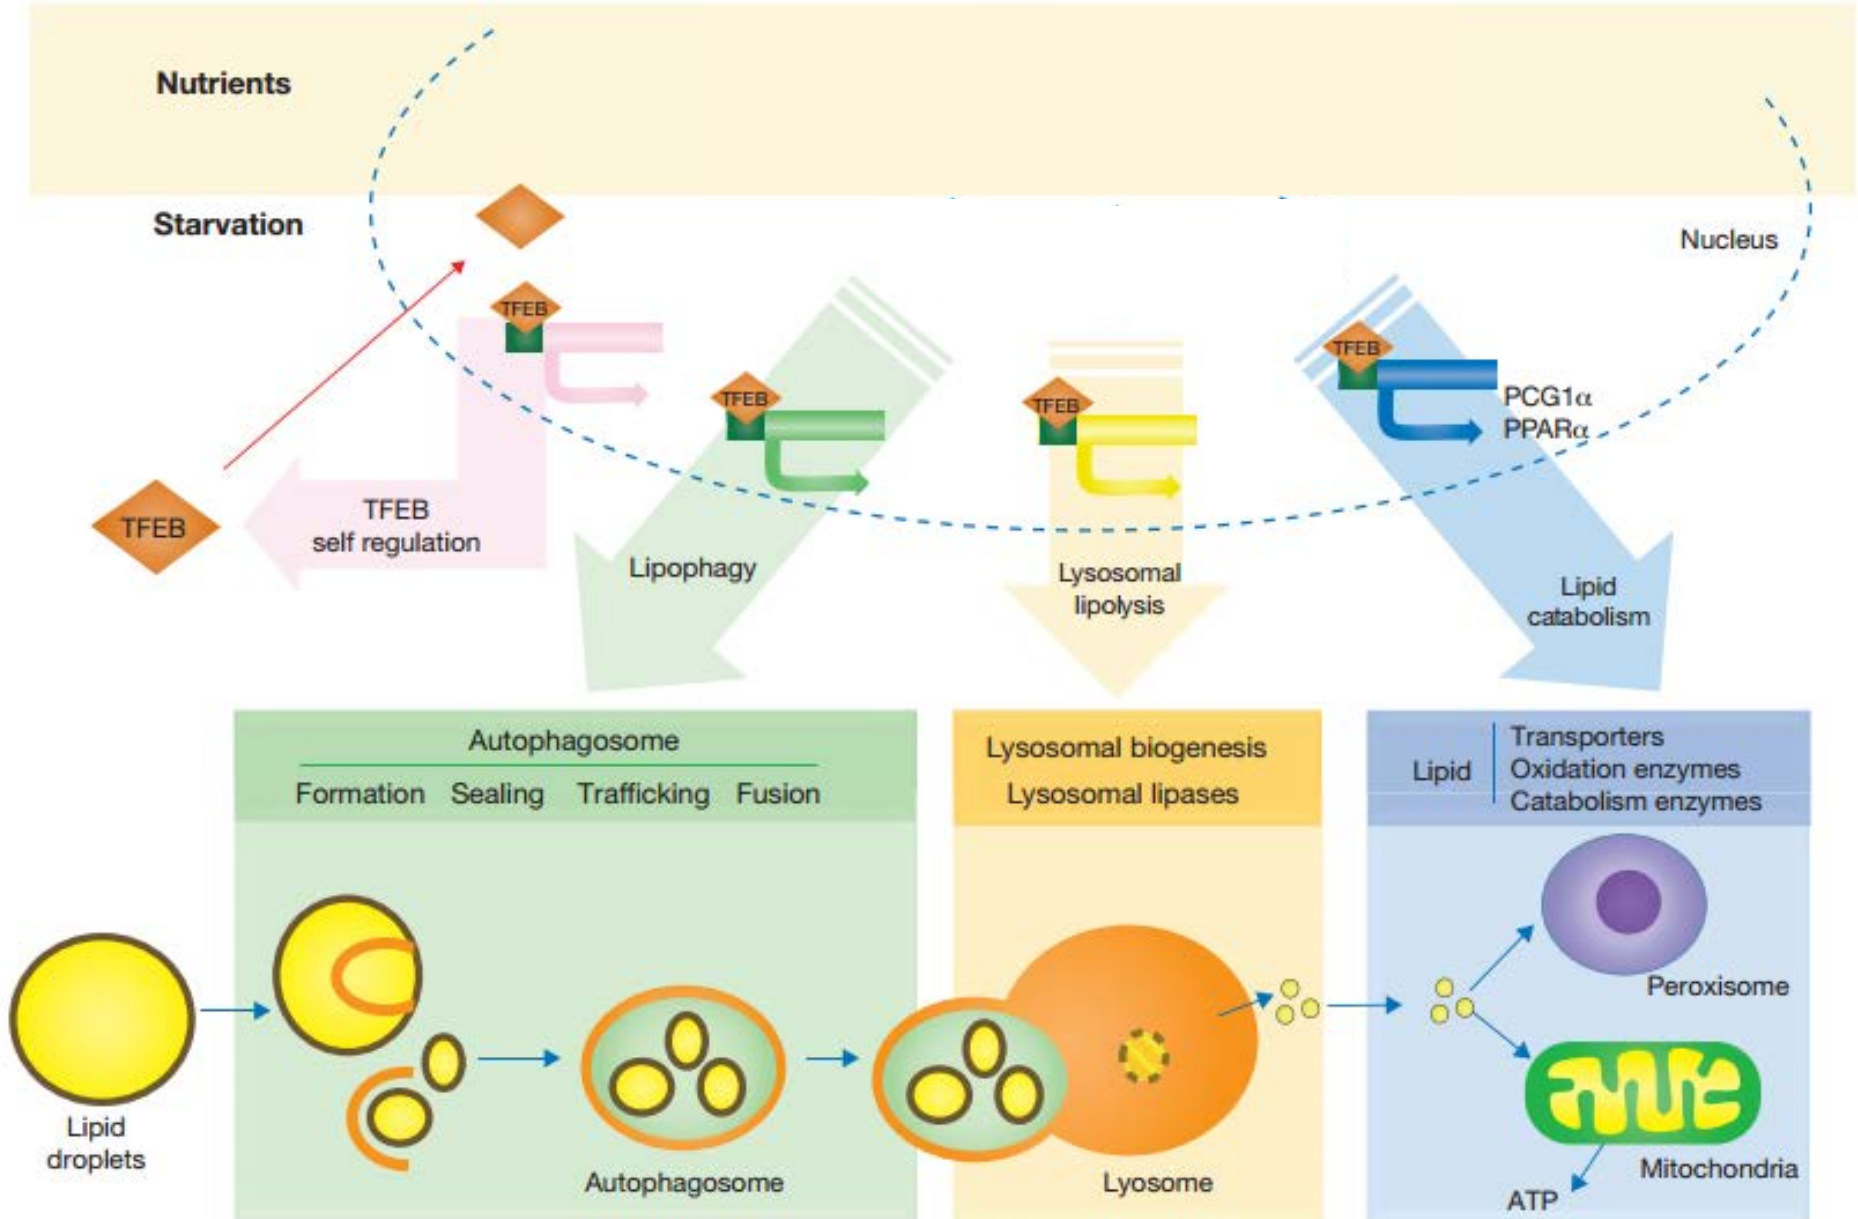 Nutrients
Starvation
Nucleus
TFEB
TFEB
TFEB
TFEB
PCG1α
PPARα
TFEB
TFEB
self regulation
Lipophagy
Lysosomal
lipolysis
Lipid
catabolism
Autophagosome
Formation Sealing Trafficking Fusion
Lysosomal biogenesis
Lysosomal lipases
Lipid
Transporters
Oxidation enzymes
Catabolism enzymes
Lipid
droplets
Autophagosome
Lyosome
Peroxisome
Mitochondria
ATP